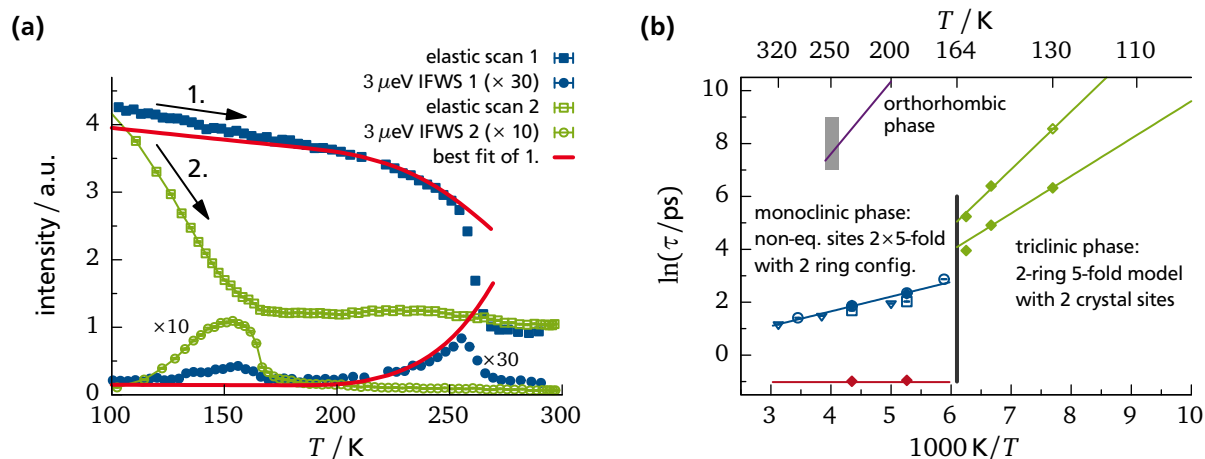 (a)
elastic scan 1
3 μeV IFWS 1 (× 30)
elastic scan 2
3 μeV IFWS 2 (× 10)
best fit of 1.
1.
2.
×10
×30
intensity / a.u.
4
3
2
1
0
100
150
200
250
300
T / K
(b)
T / K
320
250
200
164
130
110
orthorhombic
phase
monoclinic phase:
non-eq. sites 2×5-fold
with 2 ring config.
triclinic phase:
2-ring 5-fold model
with 2 crystal sites
ln(τ/ps)
10
8
6
4
2
0
3
4
5
6
7
8
9
10
1000 K/T